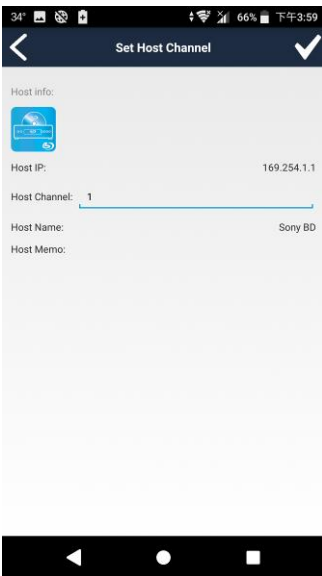 34° 66% 下午3:59
Set Host Channel
Host info:
Host IP: 169.254.1.1
Host Channel: 1
Host Name: Sony BD
Host Memo: